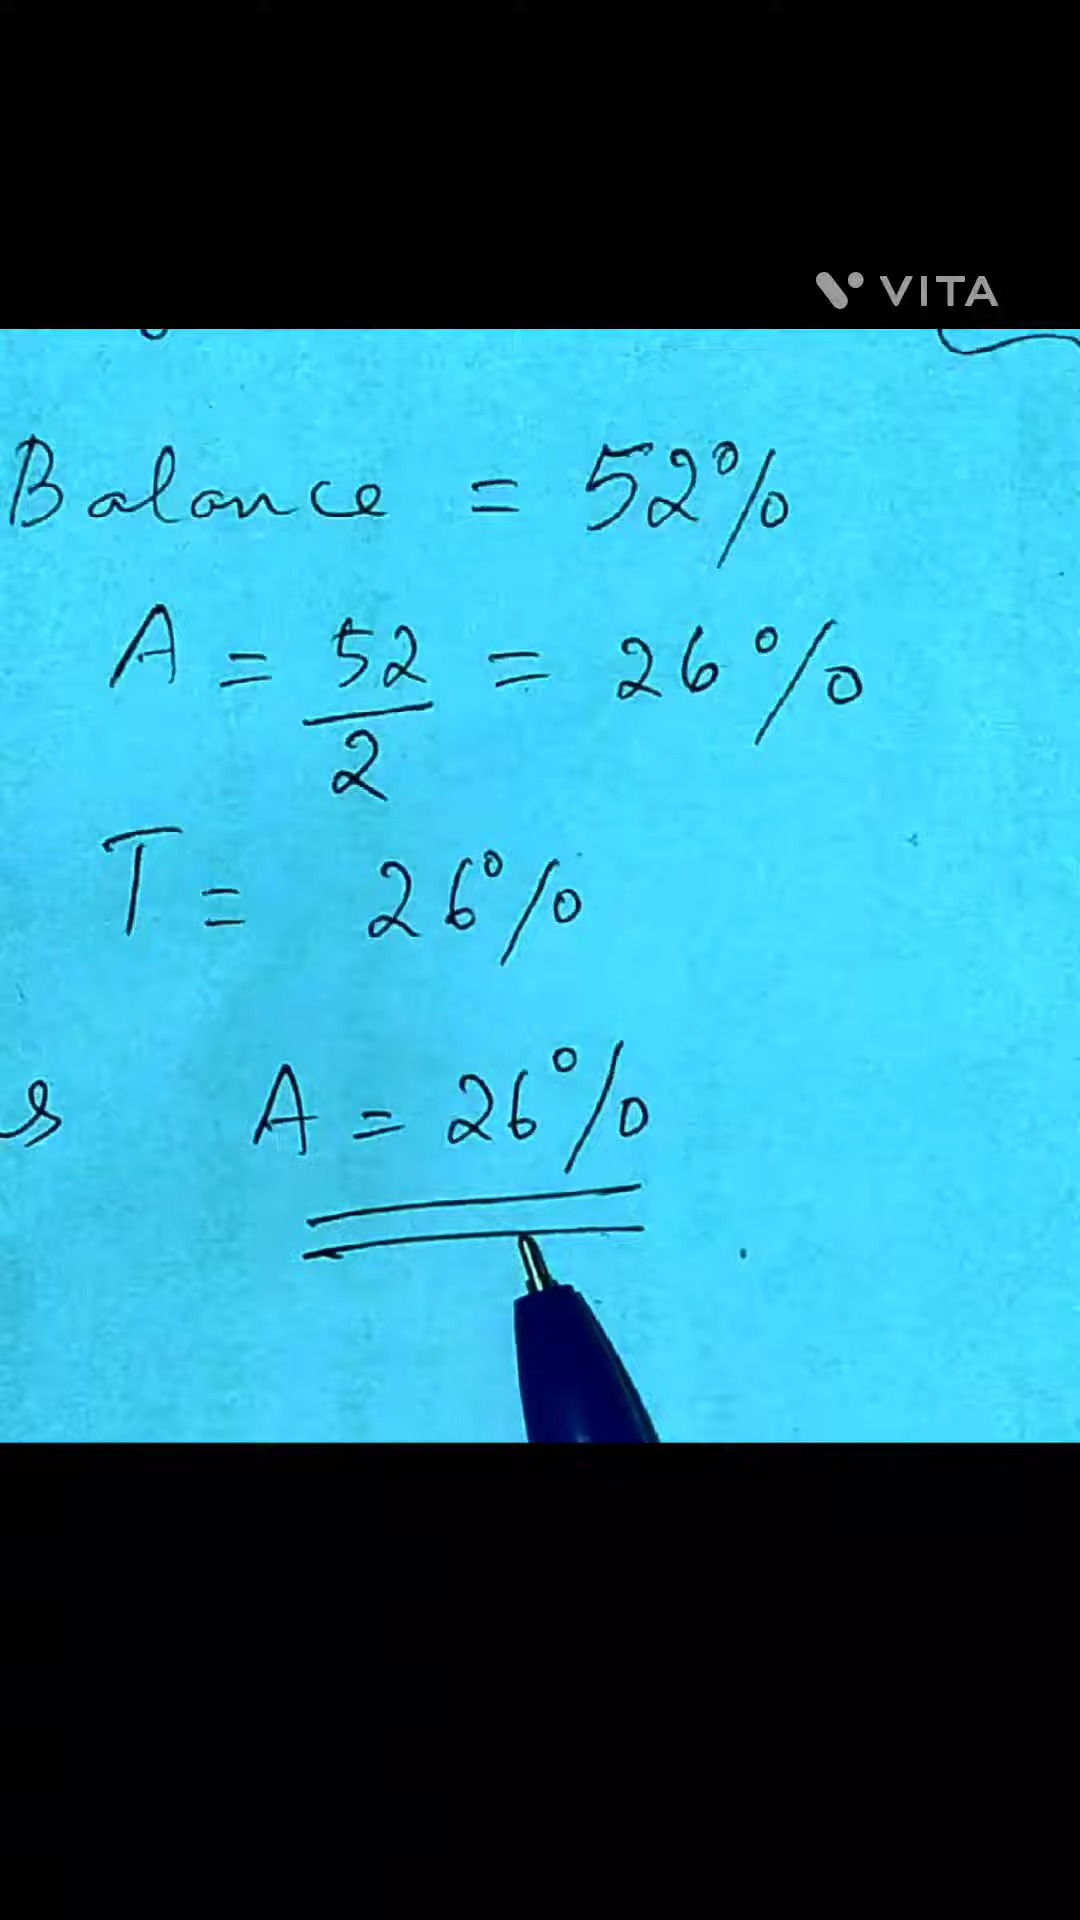 VITA
Balance = 52%
A = 52/2 = 26%
T = 26%
s A = 26%